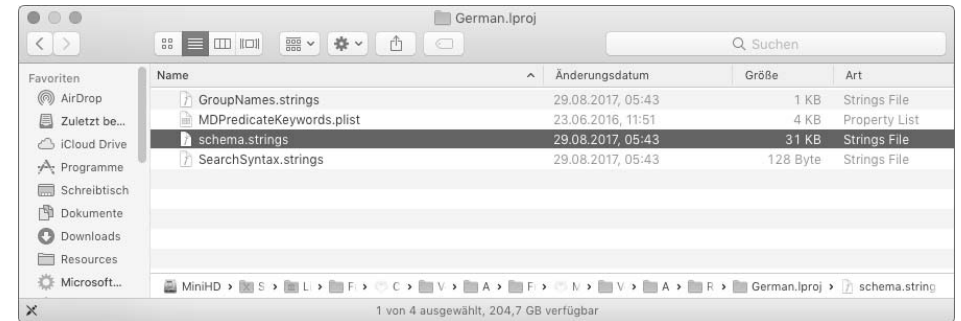 German.lproj
Suchen
Favoriten
AirDrop
Zuletzt be...
iCloud Drive
Programme
Schreibtisch
Dokumente
Downloads
Resources
Microsoft...
Name Änderungsdatum Größe Art
GroupNames.strings 29.08.2017, 05:43 1 KB Strings File
MDPredicateKeywords.plist 23.06.2016, 11:51 4 KB Property List
schema.strings 29.08.2017, 05:43 31 KB Strings File
SearchSyntax.strings 29.08.2017, 05:43 128 Byte Strings File
MiniHD › S › L › F › C › V › A › F › › V › A › R › German.lproj › schema.string
1 von 4 ausgewählt, 204,7 GB verfügbar